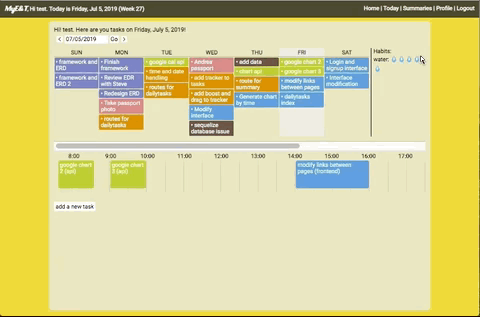 MyE&T. Hi test. Today is Friday, Jul 5, 2019! (Week 27)
Home | Today | Summaries | Profile | Logout
Hi! test. Here are you tasks on Friday, July 5, 2019!
< 07/05/2019 Go >
SUN MON TUE WED THU FRI SAT
• framework and ERD
• framework and ERD 2
• Finish framework
• Review EDR with Steve
• Redesign ERD
• Take passport photo
• routes for dailytasks
• google cal api
• time and date handling
• routes for dailytasks
• Andrea passport
• add tracker to tasks
• add boost and drag to tracker
• Modify interface
• sequelize database issue
• add data
• chart api
• route for summary
• Generate chart by time
• google chart 2
• google chart 3
• modify links between pages
• dailytasks index
• Login and signup interface
• interface modification
Habits:
water:
8:00 9:00 10:00 11:00 12:00 13:00 14:00 15:00 16:00 17:00
google chart
2 (api)
google chart
3 (api)
modify links between
pages (frontend)
add a new task